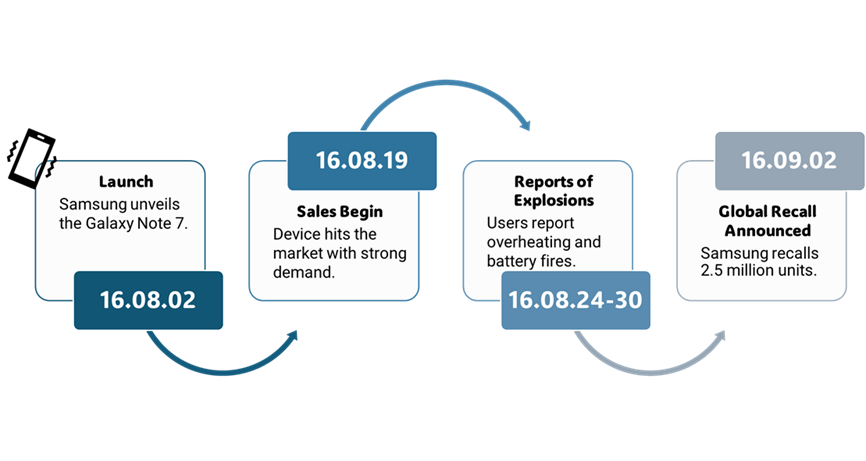 Launch
Samsung unveils
the Galaxy Note 7.
16.08.02
16.08.19
Sales Begin
Device hits the
market with strong
demand.
Reports of
Explosions
Users report
overheating and
battery fires.
16.08.24-30
16.09.02
Global Recall
Announced
Samsung recalls
2.5 million units.